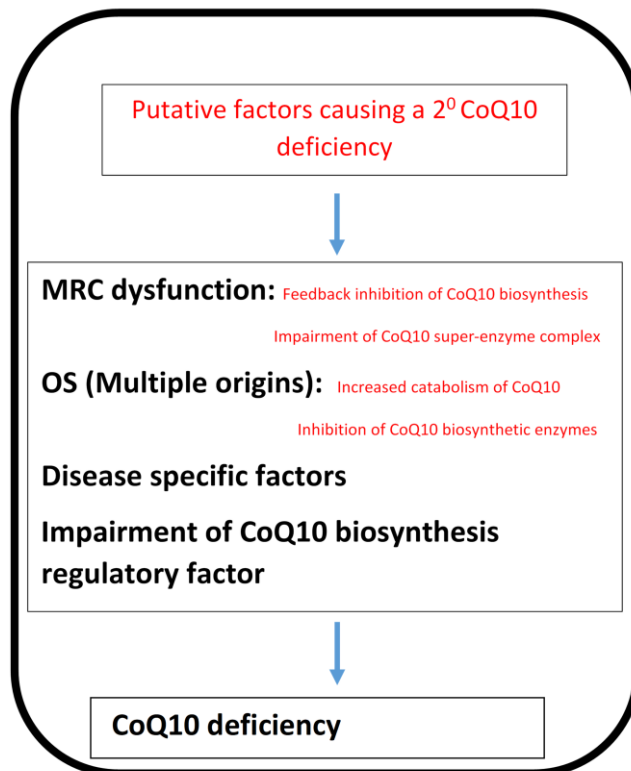 Putative factors causing a 2⁰ CoQ10
deficiency
MRC dysfunction: Feedback inhibition of CoQ10 biosynthesis
Impairment of CoQ10 super-enzyme complex
OS (Multiple origins): Increased catabolism of CoQ10
Inhibition of CoQ10 biosynthetic enzymes
Disease specific factors
Impairment of CoQ10 biosynthesis
regulatory factor
CoQ10 deficiency